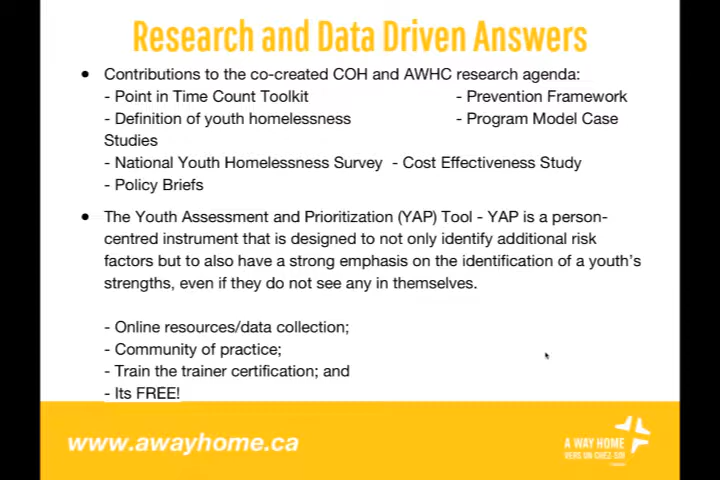 Research and Data Driven Answers
• Contributions to the co-created COH and AWHC research agenda:
- Point in Time Count Toolkit - Prevention Framework
- Definition of youth homelessness - Program Model Case
Studies
- National Youth Homelessness Survey - Cost Effectiveness Study
- Policy Briefs
• The Youth Assessment and Prioritization (YAP) Tool - YAP is a person-
centred instrument that is designed to not only identify additional risk
factors but to also have a strong emphasis on the identification of a youth's
strengths, even if they do not see any in themselves.
- Online resources/data collection;
- Community of practice;
- Train the trainer certification; and
- Its FREE!
www.awayhome.ca
A WAY HOME
VERS UN CHEZ-SOI